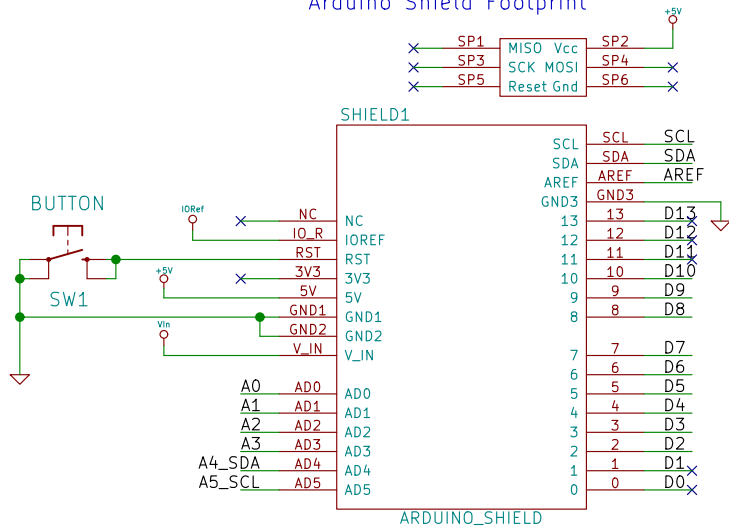 Arduino Shield Footprint
+5V
SP1 MISO Vcc SP2
SP3 SCK MOSI SP4
SP5 Reset Gnd SP6
SHIELD1
SCL SCL SCL
SDA SDA SDA
AREF AREF AREF
BUTTON
GND3 GND3
IORef
NC NC 13 13 D13
IO_R IOREF 12 12 D12
RST RST 11 11 D11
+5V
3V3 3V3 10 10 D10
SW1
5V 5V 9 9 D9
GND1 GND1 8 8 D8
Vin
GND2 GND2
V_IN V_IN 7 7 D7
6 6 D6
A0 AD0 AD0 5 5 D5
A1 AD1 AD1 4 4 D4
A2 AD2 AD2 3 3 D3
A3 AD3 AD3 2 2 D2
A4_SDA AD4 AD4 1 1 D1
A5_SCL AD5 AD5 0 0 D0
ARDUINO_SHIELD